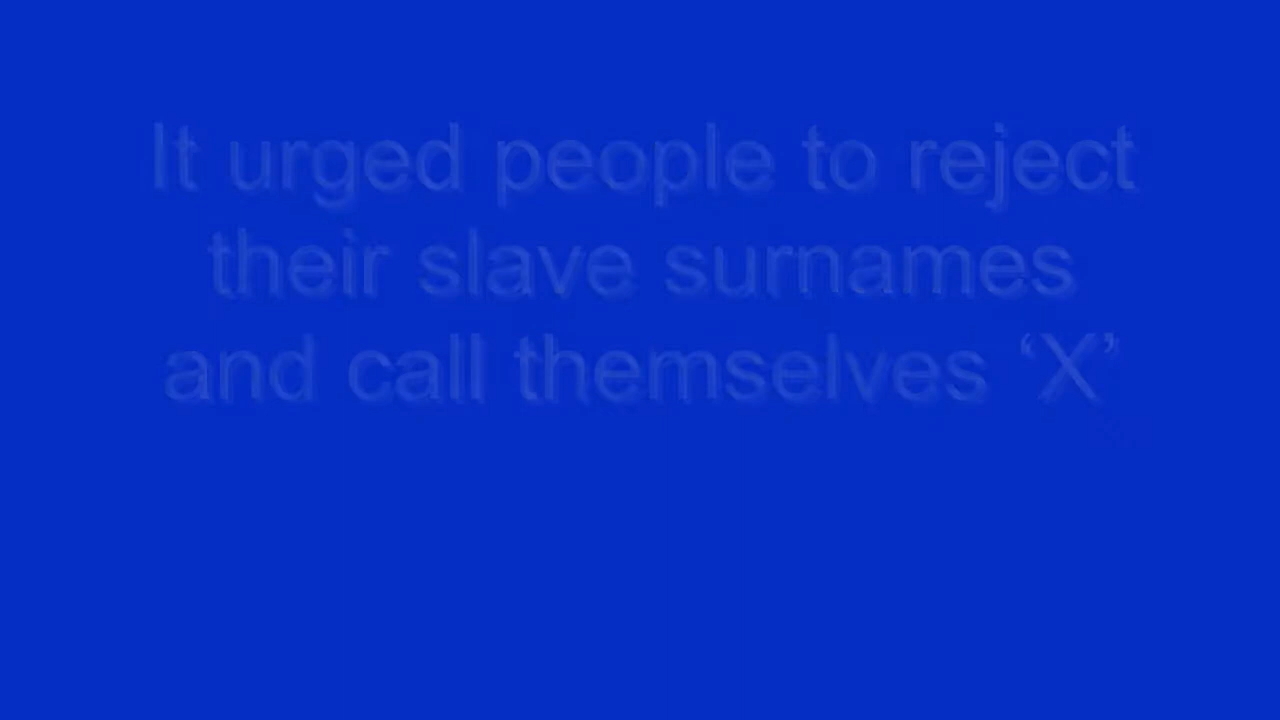 It urged people to reject
their slave surnames
and call themselves ‘X’